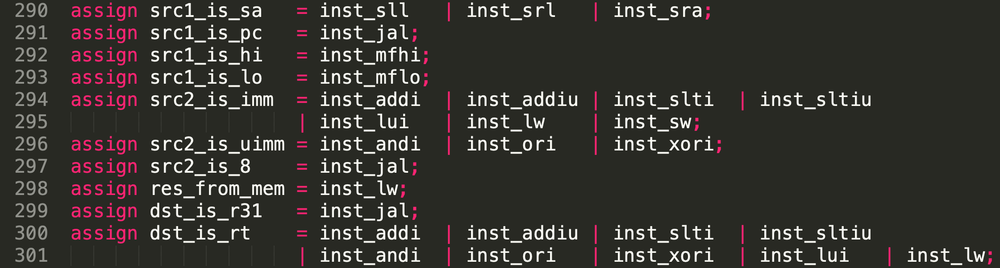 290 assign src1_is_sa   = inst_sll   | inst_srl   | inst_sra;
291 assign src1_is_pc   = inst_jal;
292 assign src1_is_hi   = inst_mfhi;
293 assign src1_is_lo   = inst_mflo;
294 assign src2_is_imm  = inst_addi  | inst_addiu | inst_slti  | inst_sltiu
295                     | inst_lui   | inst_lw    | inst_sw;
296 assign src2_is_uimm = inst_andi  | inst_ori   | inst_xori;
297 assign src2_is_8    = inst_jal;
298 assign res_from_mem = inst_lw;
299 assign dst_is_r31   = inst_jal;
300 assign dst_is_rt    = inst_addi  | inst_addiu | inst_slti  | inst_sltiu
301                     | inst_andi  | inst_ori   | inst_xori  | inst_lui   | inst_lw;